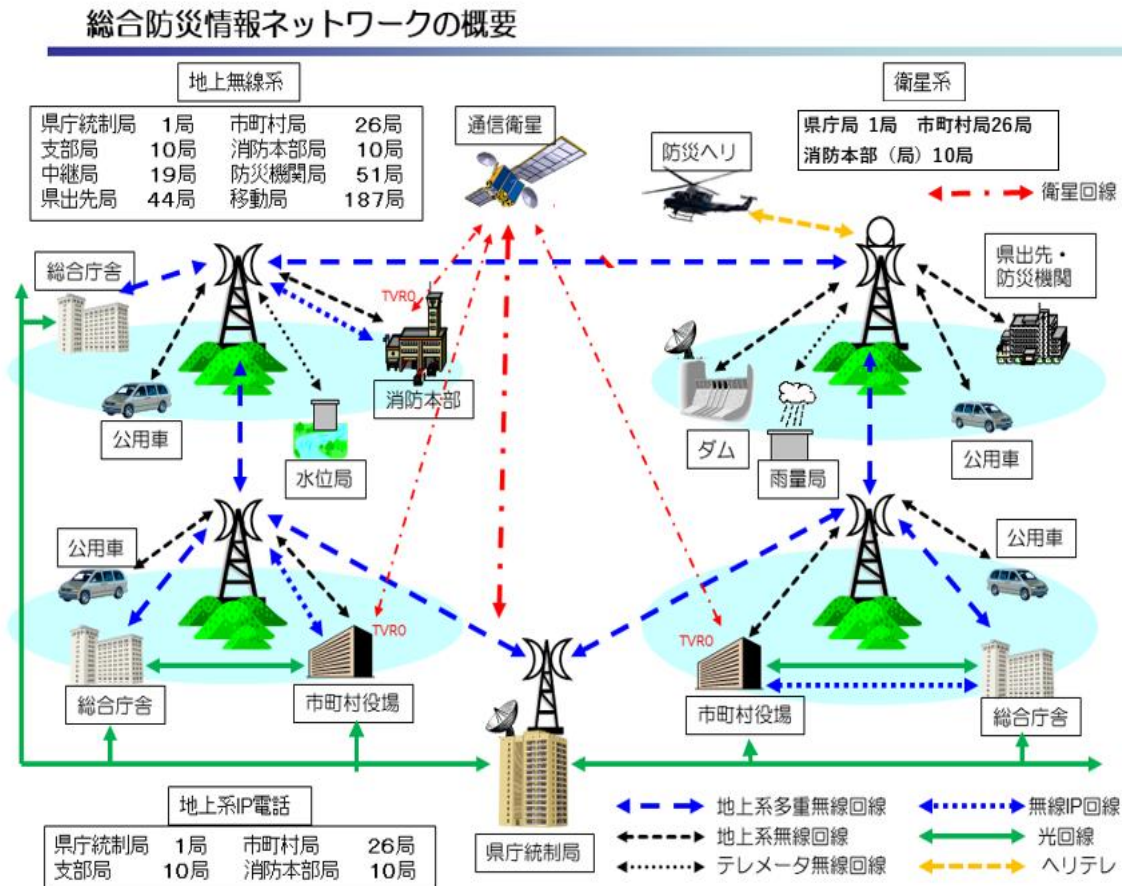 総合防災情報ネットワークの概要
地上無線系
県庁統制局 1局 市町村局 26局
支部局 10局 消防本部局 10局
中継局 19局 防災機関局 51局
県出先局 44局 移動局 187局
通信衛星
衛星系
県庁局 1局 市町村局26局
消防本部(局)10局
防災ヘリ
衛星回線
総合庁舎
県出先・
防災機関
TVRO
消防本部
公用車
水位局
ダム
雨量局
公用車
公用車
公用車
TVRO
TVRO
総合庁舎
市町村役場
市町村役場
総合庁舎
地上系IP電話
県庁統制局 1局 市町村局 26局
支部局 10局 消防本部局 10局
県庁統制局
地上系多重無線回線
無線IP回線
地上系無線回線
光回線
テレメータ無線回線
ヘリテレ